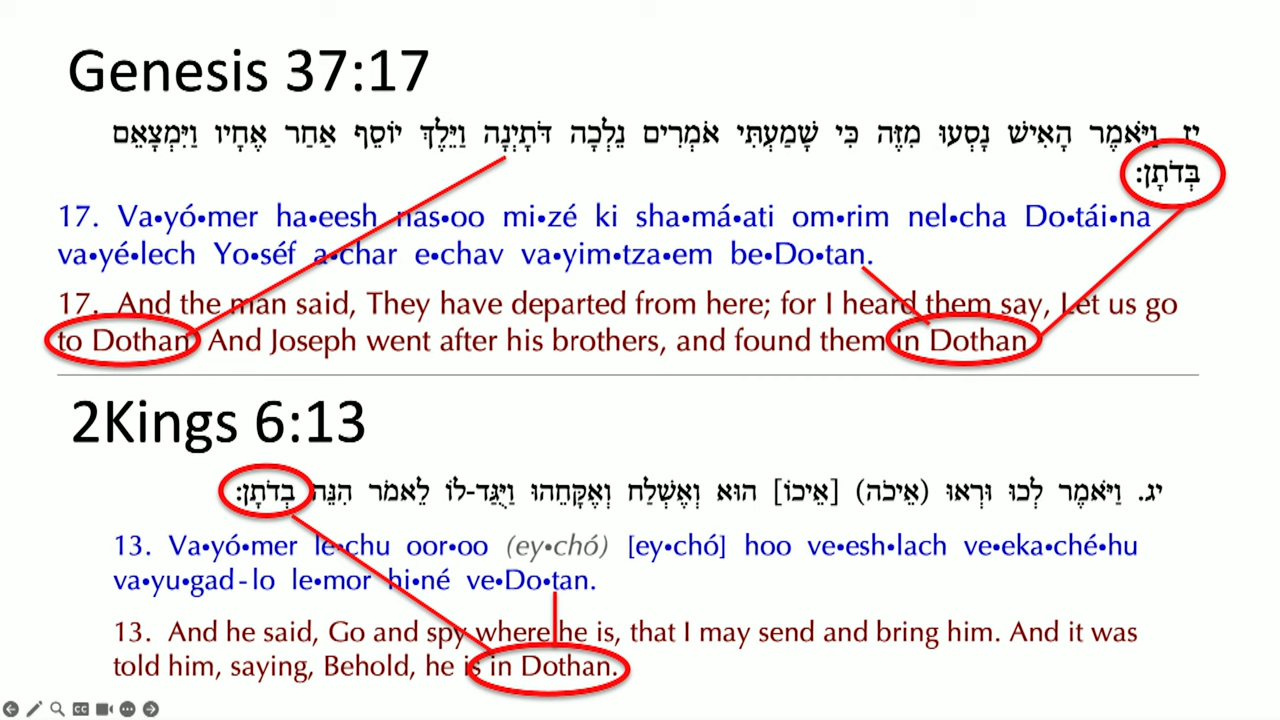 Genesis 37:17
יז. וַיֹּאמֶר הָאִישׁ נָסְעוּ מִזֶּה כִּי שָׁמַעְתִּי אֹמְרִים נֵלְכָה דֹּתָיְנָה וַיֵּלֶךְ יוֹסֵף אַחַר אֶחָיו וַיִּמְצָאֵם
בְּדֹתָן:
17. Va•yó•mer ha•eesh nas•oo mi•zé ki sha•má•ati om•rim nel•cha Do•tái•na
va•yé•lech Yo•séf a•char e•chav va•yim•tza•em be•Do•tan.
17. And the man said, They have departed from here; for I heard them say, Let us go
to Dothan And Joseph went after his brothers, and found them in Dothan
2Kings 6:13
יג. וַיֹּאמֶר לְכוּ וּרְאוּ (אֵיכֹה) [אֵיכוֹ] הוּא וְאֶשְׁלַח וְאֶקָּחֵהוּ וַיֻּגַּד-לוֹ לֵאמֹר הִנֵּה בְדֹתָן:
13. Va•yó•mer le•chu oor•oo (ey•chó) [ey•chó] hoo ve•esh•lach ve•eka•ché•hu
va•yu•gad-lo le•mor hi•né ve•Do•tan.
13. And he said, Go and spy where he is, that I may send and bring him. And it was
told him, saying, Behold, he is in Dothan.
CC